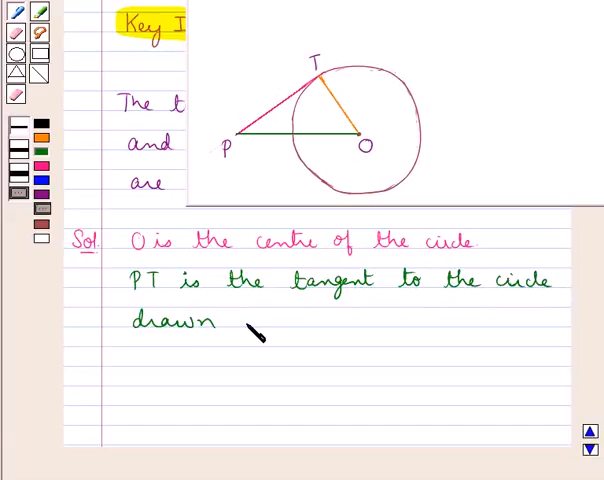 Key I
T
P
O
The t
and
are
Sol. O is the centre of the circle.
PT is the tangent to the circle
drawn